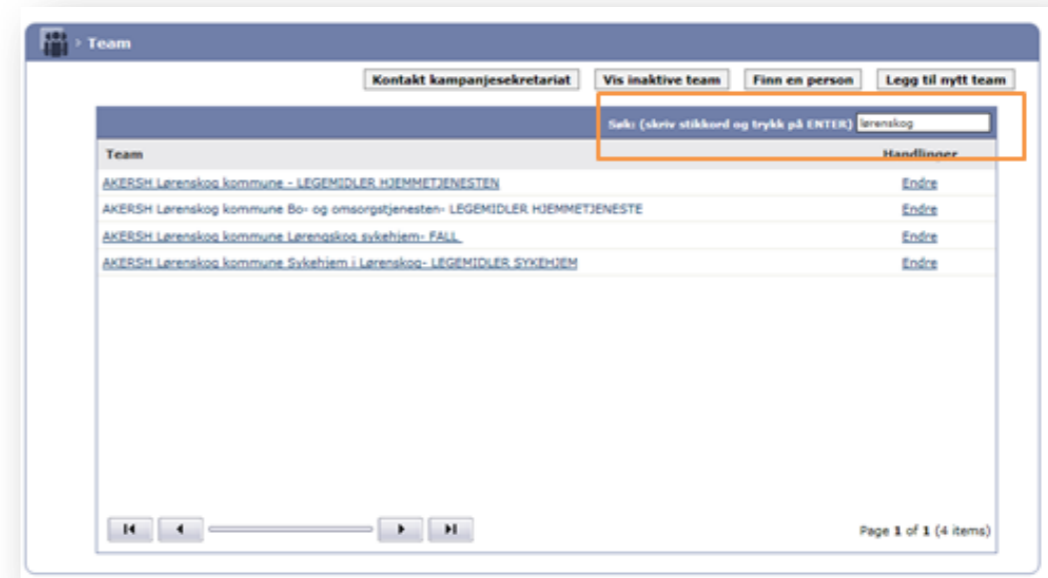 > Team
Kontakt kampanjesekretariat Vis inaktive team Finn en person Legg til nytt team
Søk: (skriv stikkord og trykk på ENTER) lørenskog
Team Handlinger
AKERSH Lørenskog kommune - LEGEMIDLER HJEMMETJENESTEN Endre
AKERSH Lørenskog kommune Bo- og omsorgstjenesten- LEGEMIDLER HJEMMETJENESTE Endre
AKERSH Lørenskog kommune Lørengskog sykehjem- FALL Endre
AKERSH Lørenskog kommune Sykehjem i Lørenskog- LEGEMIDLER SYKEHJEM Endre
Page 1 of 1 (4 items)